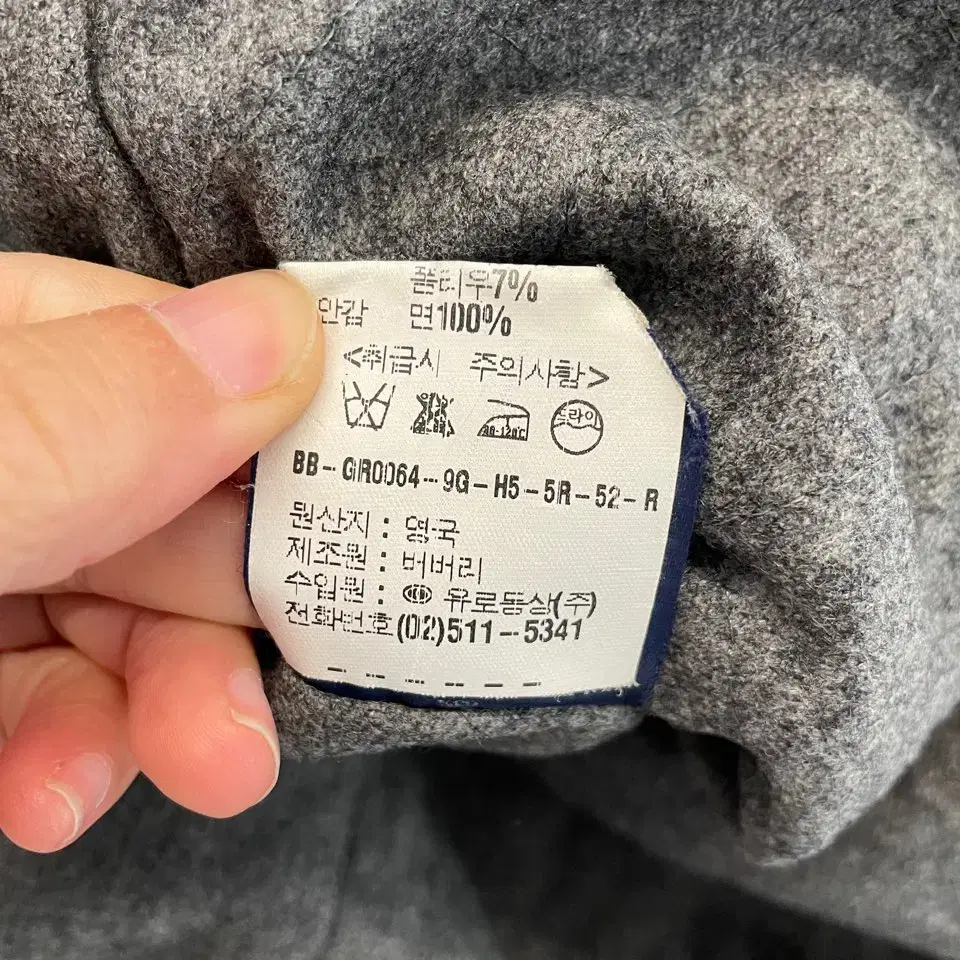 폴리우7%
안감 면100%
<취급시 주의사항>
80-120℃ 드라이
BB-GIR0064-9G-H5-5R-52-R
원산지 : 영국
제조원 : 버버리
수입원 : 유로통상(주)
전화번호(02)511-5341